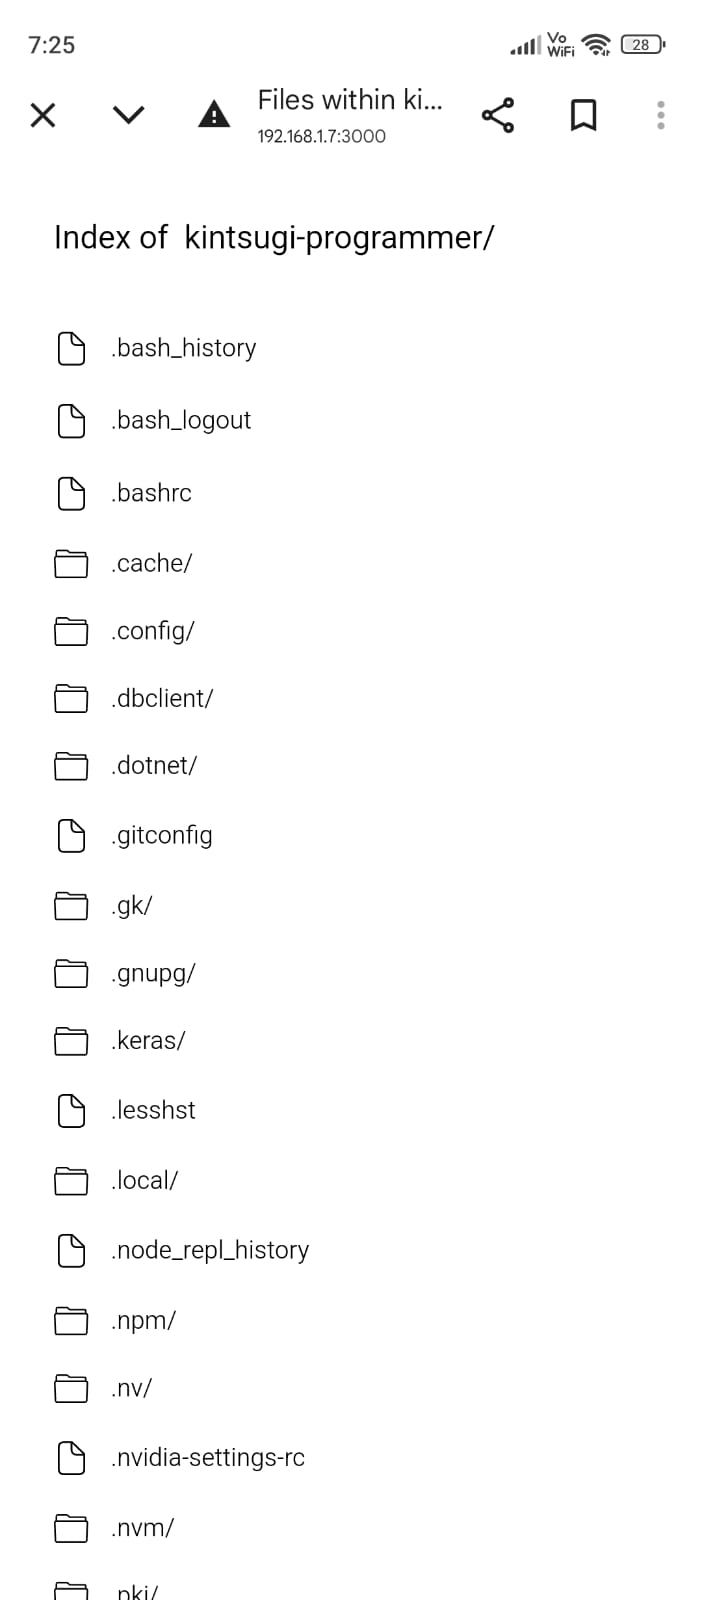 7:25
Vo
WiFi
28
Files within ki...
192.168.1.7:3000
Index of kintsugi-programmer/
.bash_history
.bash_logout
.bashrc
.cache/
.config/
.dbclient/
.dotnet/
.gitconfig
.gk/
.gnupg/
.keras/
.lesshst
.local/
.node_repl_history
.npm/
.nv/
.nvidia-settings-rc
.nvm/
.pki/